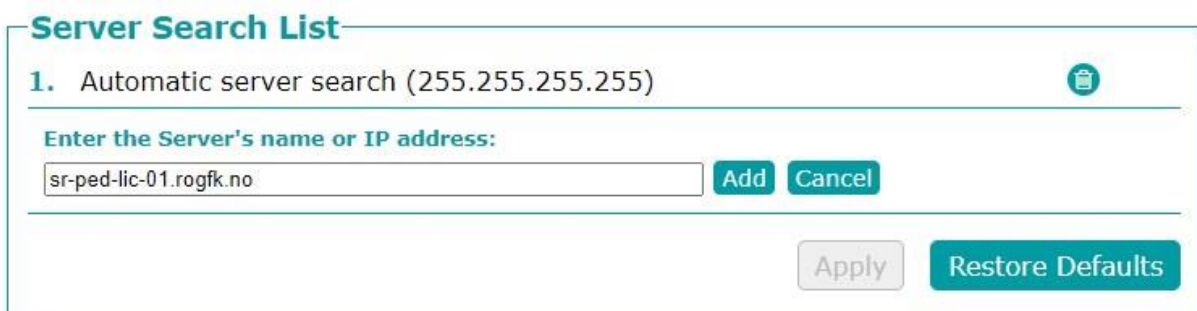 Server Search List
1. Automatic server search (255.255.255.255)
Enter the Server's name or IP address:
sr-ped-lic-01.rogfk.no Add Cancel
Apply Restore Defaults